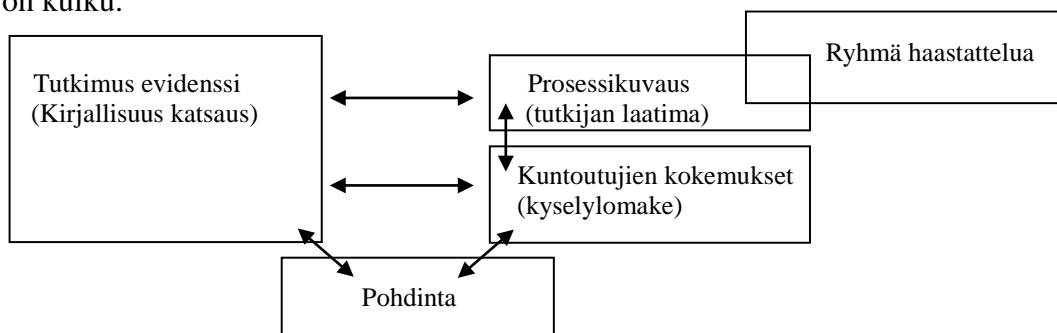 on kulku.
Ryhmä haastattelua
Tutkimus evidenssi
(Kirjallisuus katsaus)
Prosessikuvaus
(tutkijan laatima)
Kuntoutujien kokemukset
(kyselylomake)
Pohdinta